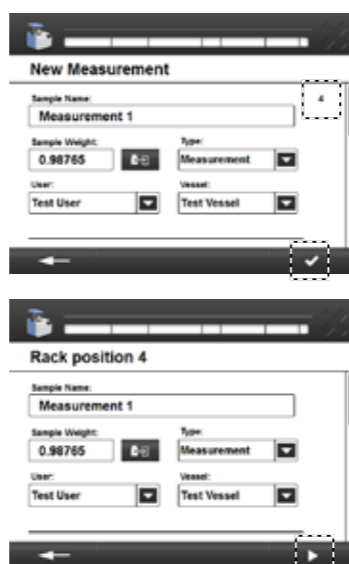 New Measurement
Sample Name:
4
Measurement 1
Sample Weight: Type:
0.98765 Measurement
User: Vessel:
Test User Test Vessel
Rack position 4
Sample Name:
Measurement 1
Sample Weight: Type:
0.98765 Measurement
User: Vessel:
Test User Test Vessel